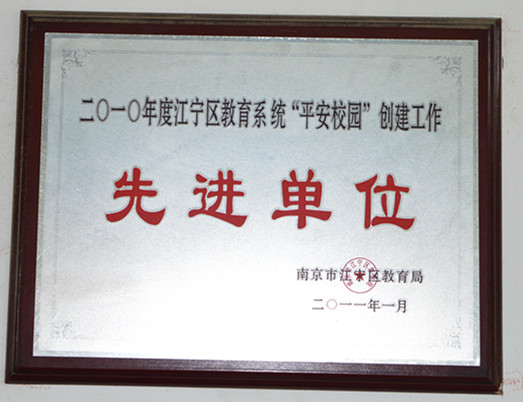 二〇一〇年度江宁区教育系统“平安校园”创建工作
先进单位
南京市江宁区教育局
二〇一一年一月